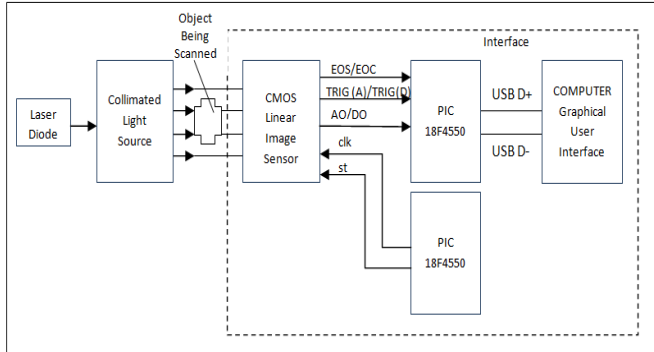 Object
Being
Scanned
Interface
Laser
Diode
Collimated
Light
Source
CMOS
Linear
Image
Sensor
EOS/EOC
TRIG (A)/TRIG(D)
AO/DO
clk
st
PIC
18F4550
USB D+
USB D-
COMPUTER
Graphical
User
Interface
PIC
18F4550